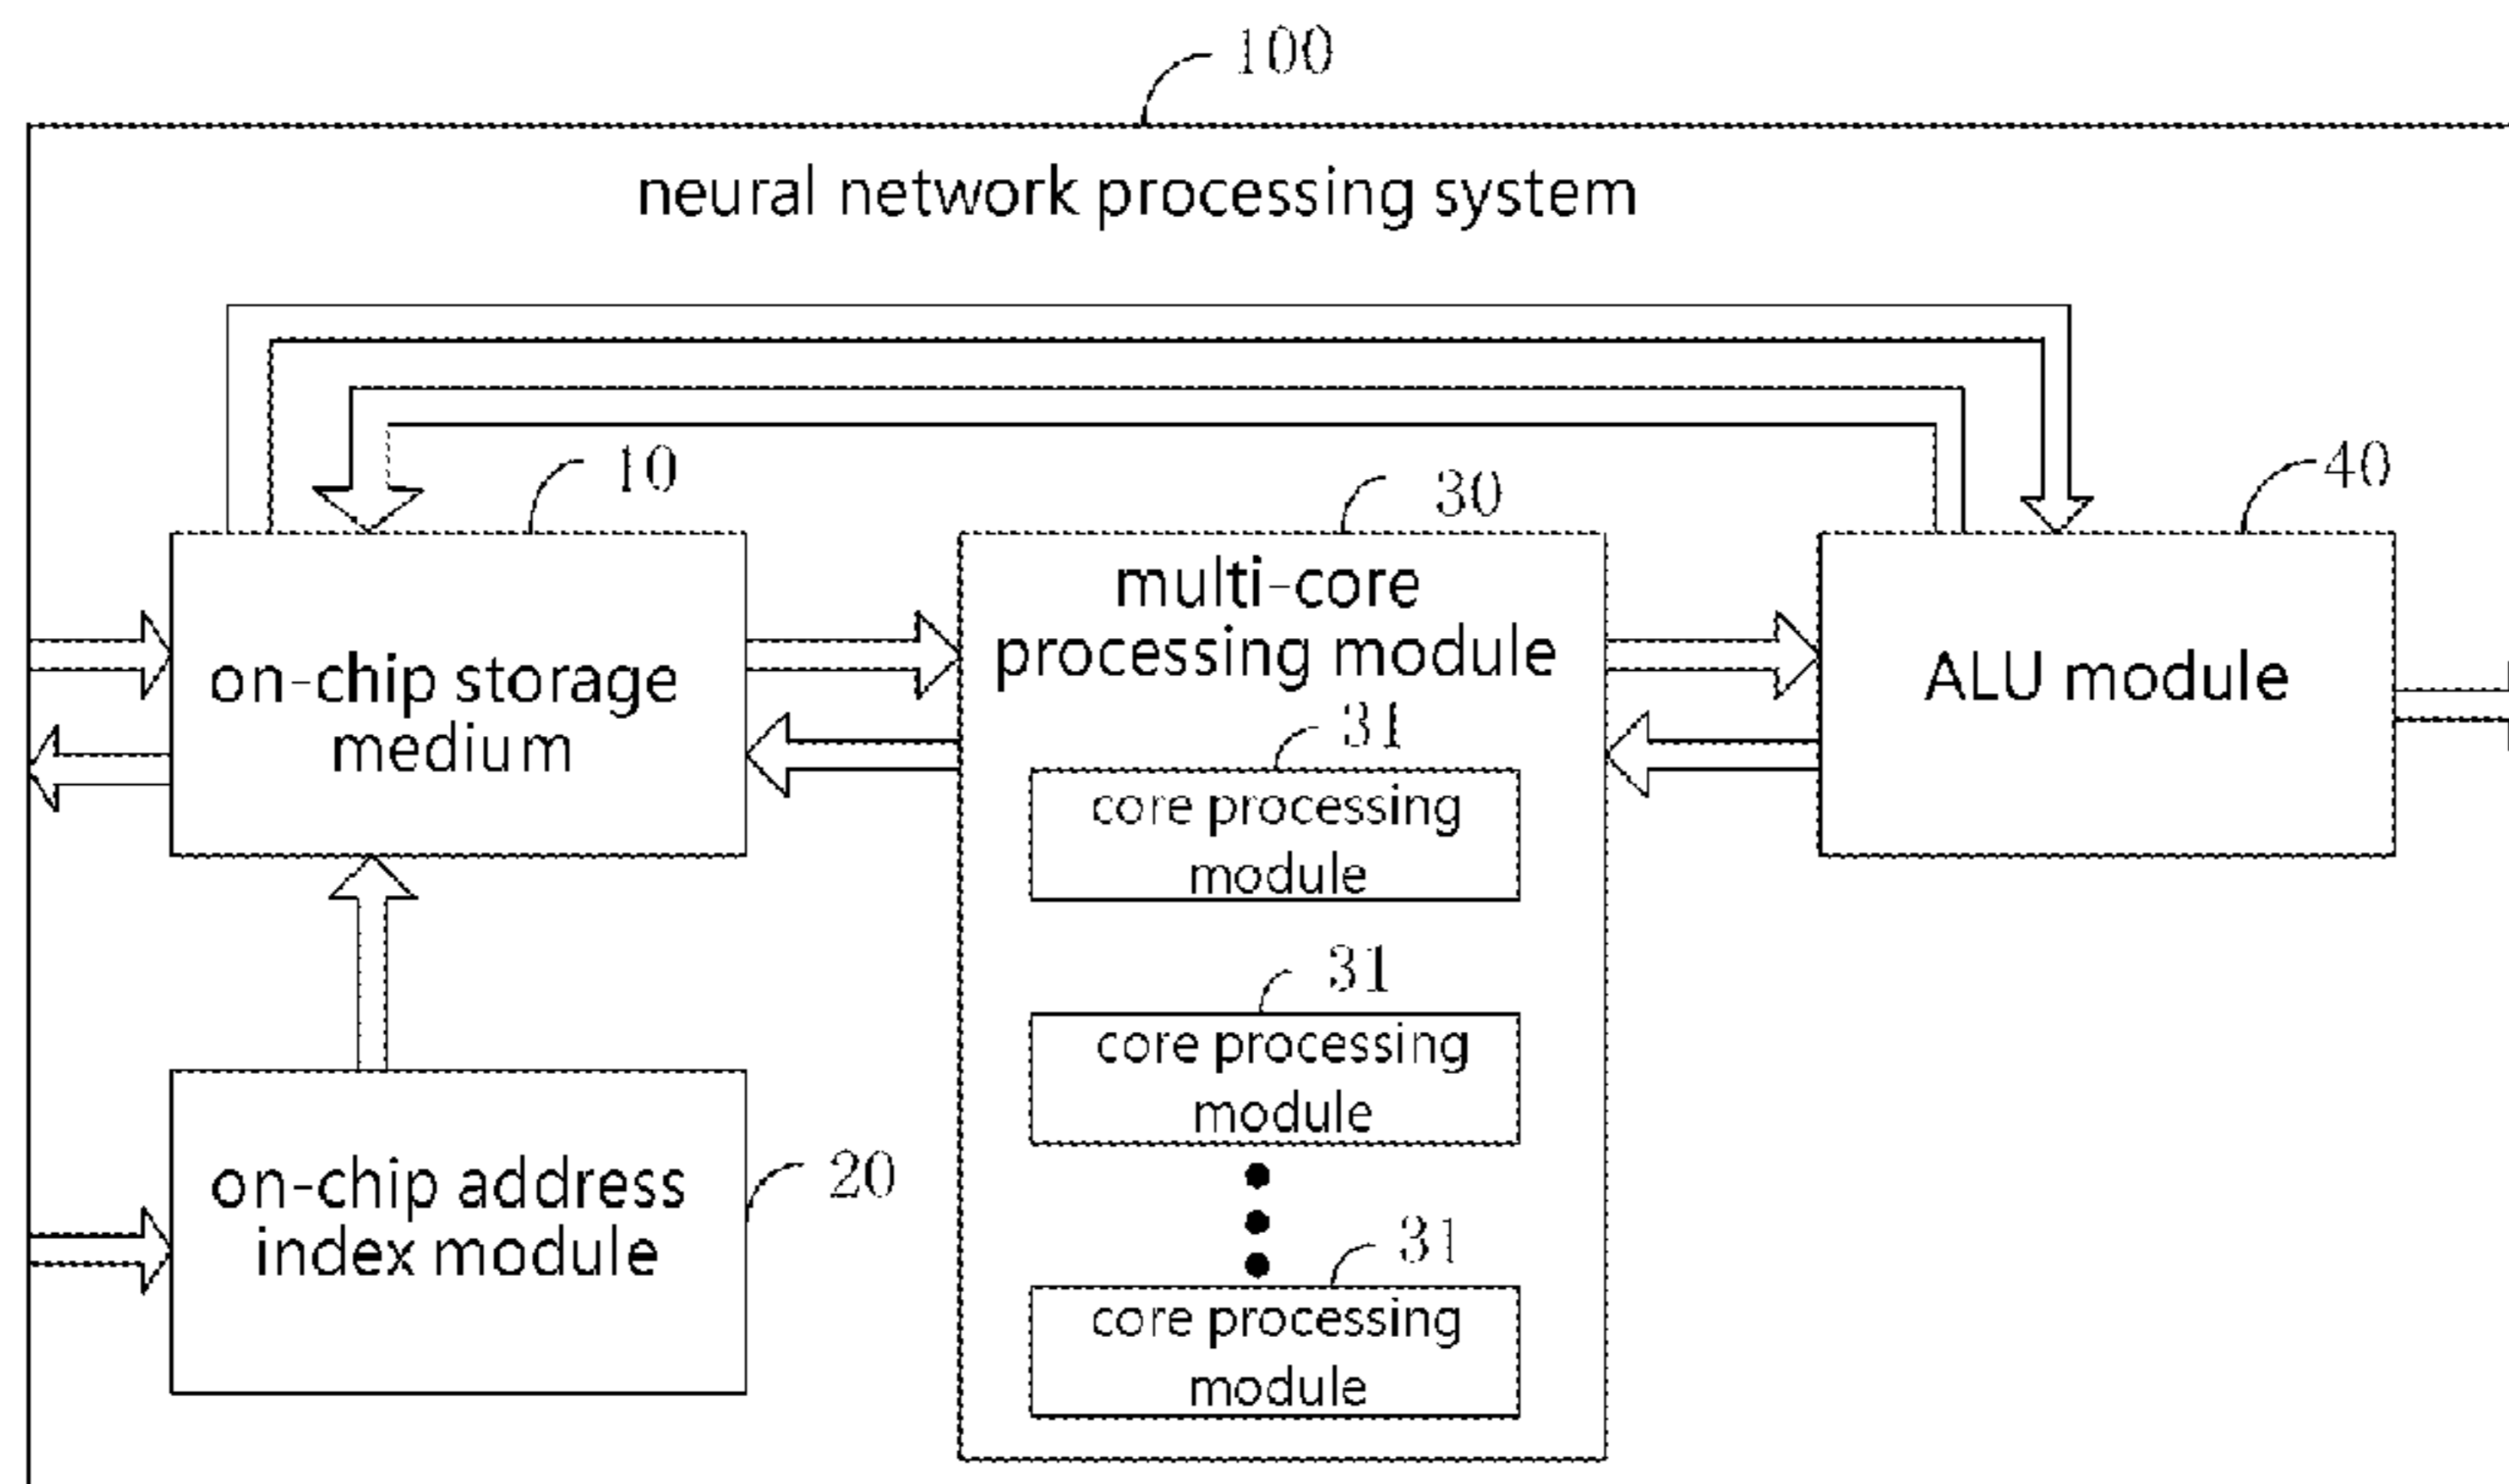 100
neural network processing system
10
30
40
on-chip storage
medium
multi-core
processing module
ALU module
31
core processing
module
31
core processing
module
on-chip address
index module
20
31
core processing
module